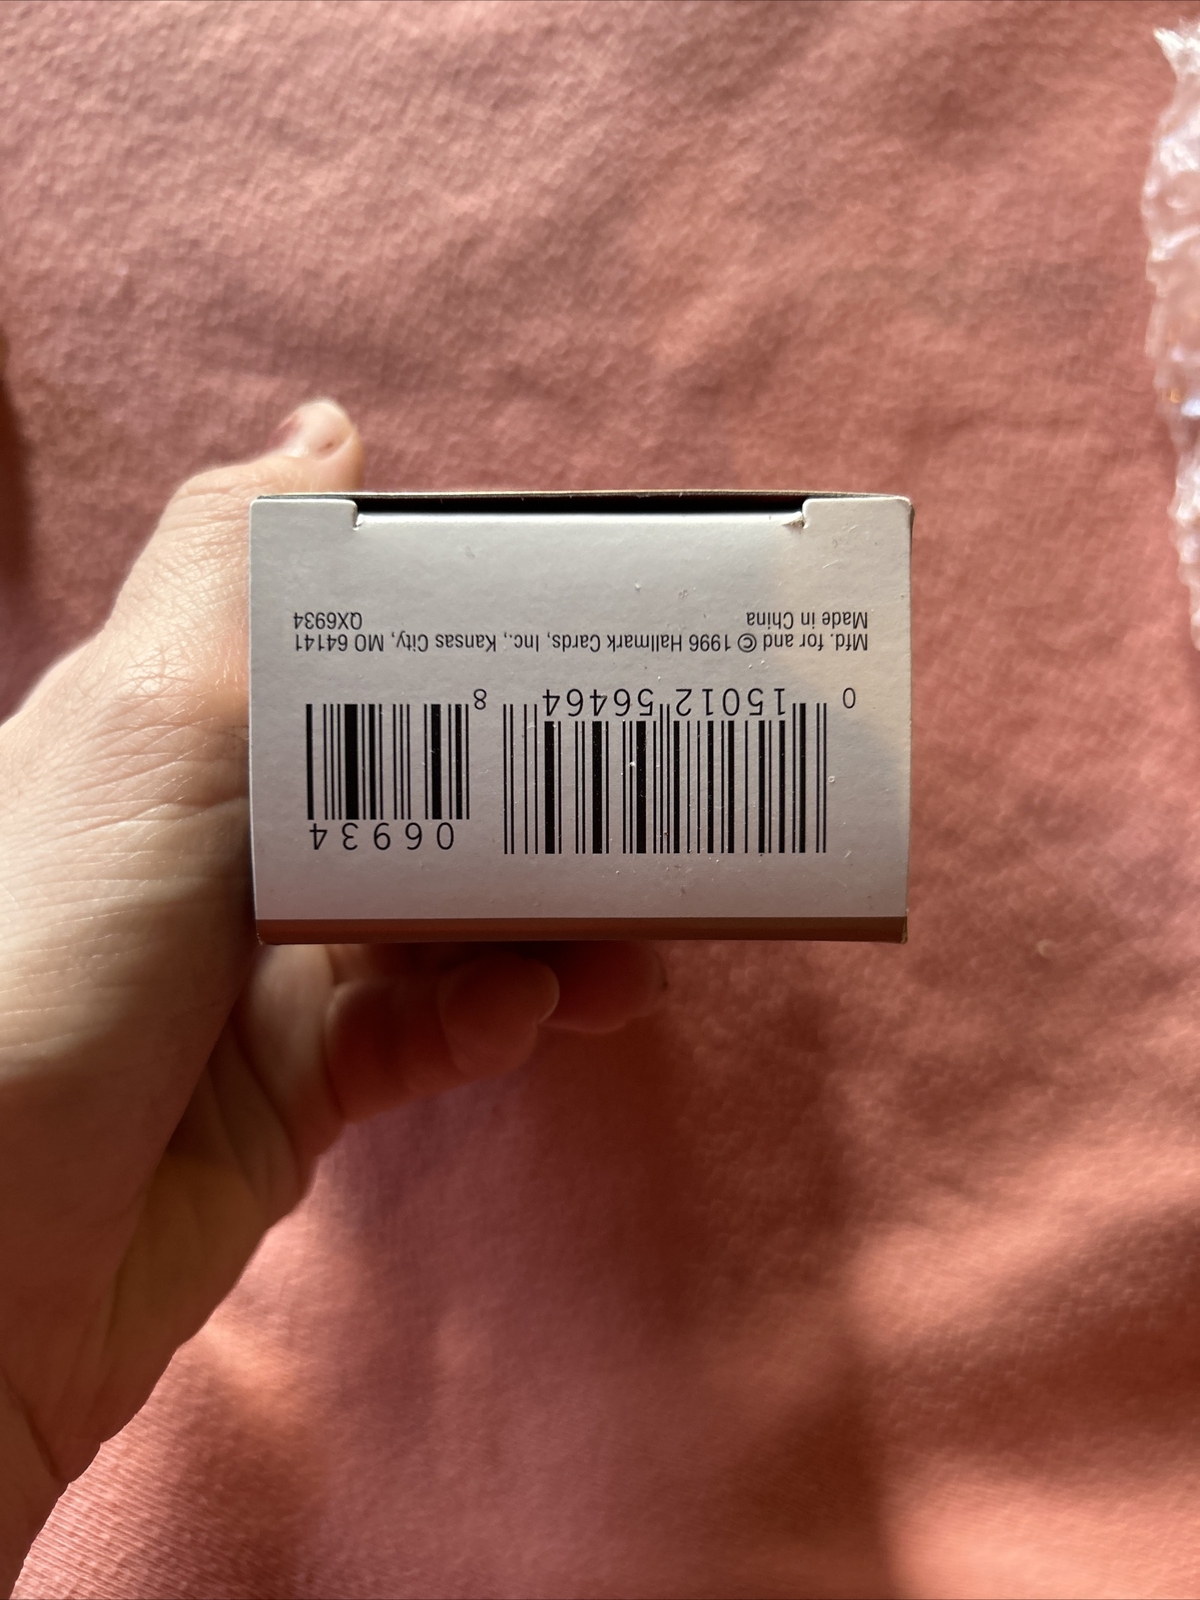 06934
0 15012 56464 8
Mfd. for and © 1996 Hallmark Cards, Inc., Kansas City, MO 64141
Made in China QX6934